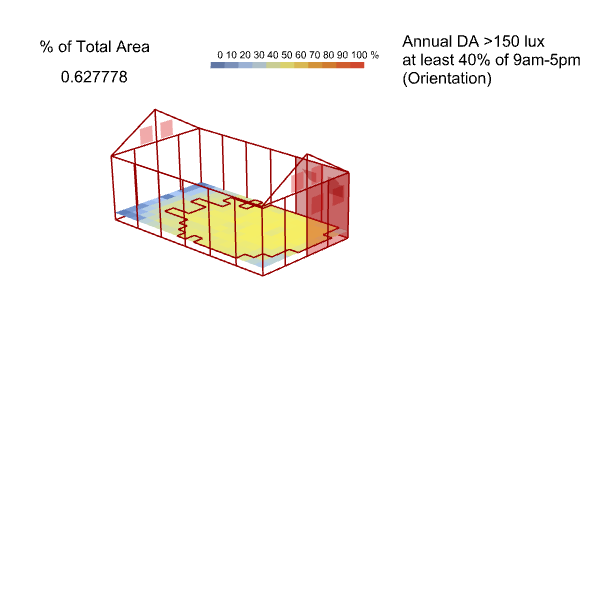 % of Total Area
0.627778
0 10 20 30 40 50 60 70 80 90 100 %
Annual DA >150 lux
at least 40% of 9am-5pm
(Orientation)